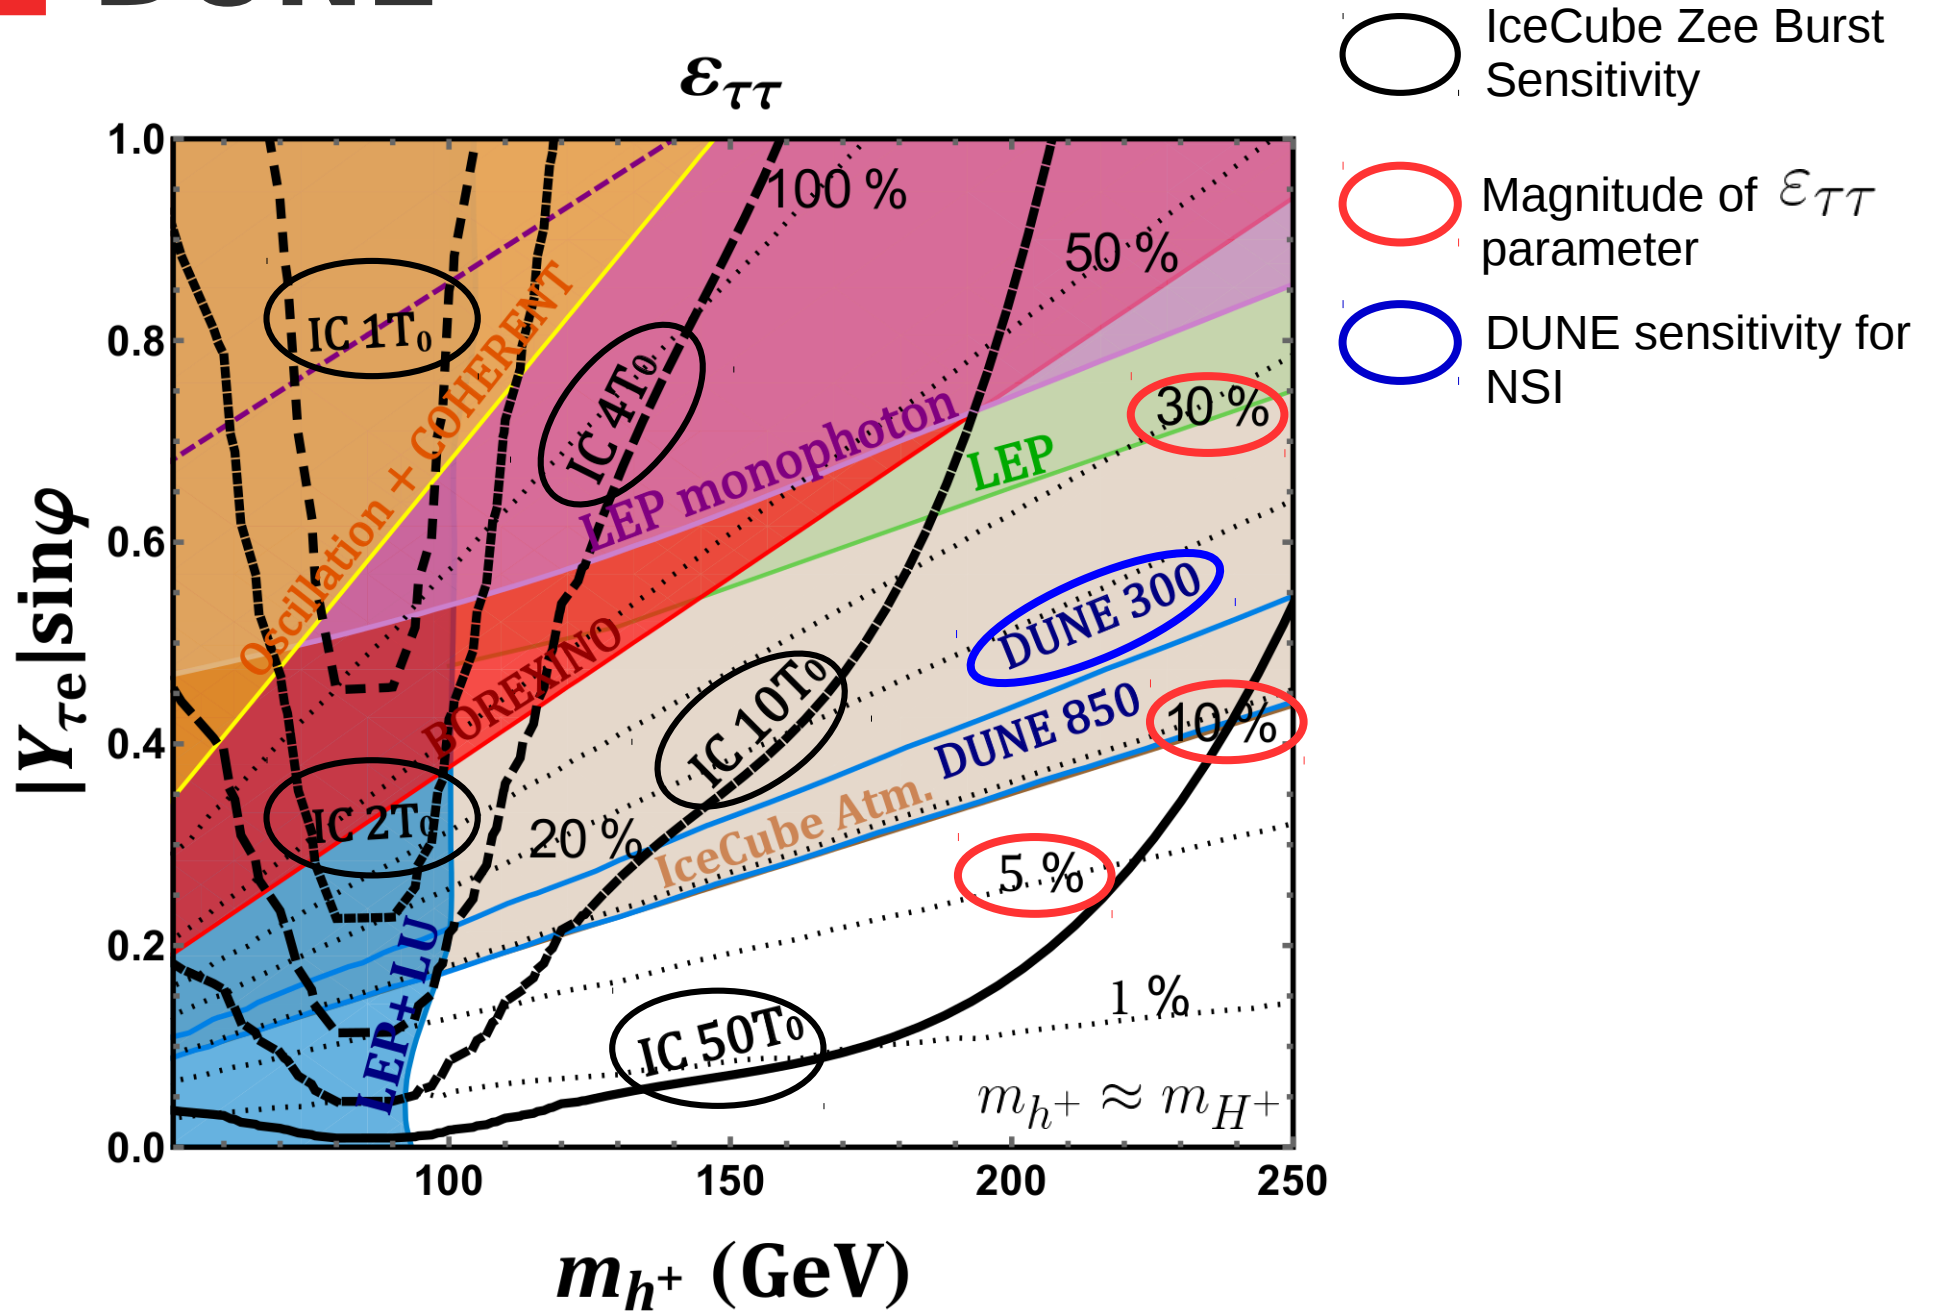 DUNE
IceCube Zee Burst
Sensitivity
Magnitude of ε_ττ
parameter
DUNE sensitivity for
NSI
ε_ττ
1.0
0.8
0.6
0.4
0.2
0.0
|Y_τe|sinφ
100 %
50 %
IC 1T₀
Oscillation + COHERENT
IC 4T₀
LEP monophoton
30 %
LEP
DUNE 300
BOREXINO
IC 10T₀
DUNE 850
10 %
IC 2T₀
20 %
IceCube Atm.
5 %
LEP+ LU
1 %
IC 50T₀
m_h⁺ ≈ m_H⁺
100
150
200
250
m_h⁺ (GeV)